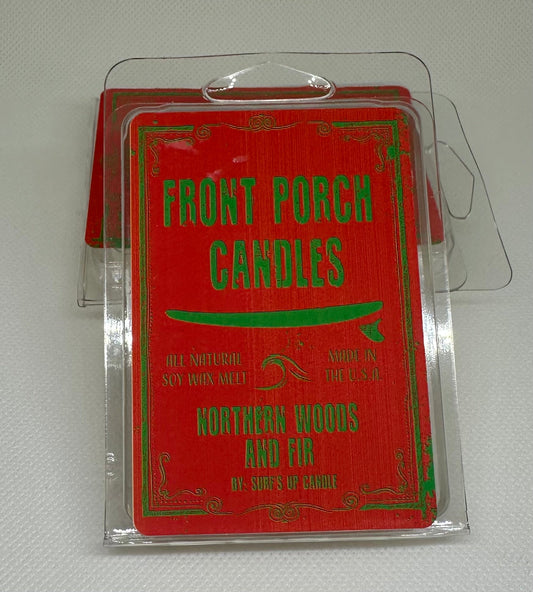 FRONT PORCH
CANDLES
ALL NATURAL
SOY WAX MELT
MADE IN
THE U.S.A.
NORTHERN WOODS
AND FIR
BY: SURF'S UP CANDLE